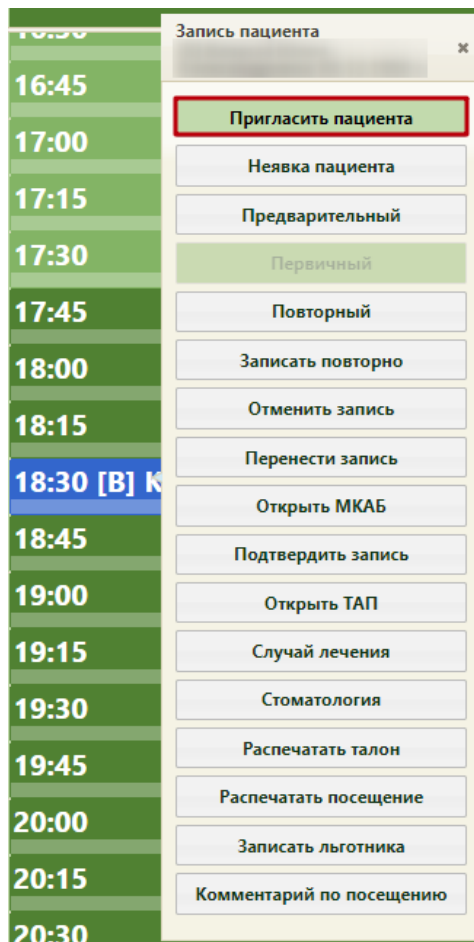 Запись пациента
16:45
17:00
17:15
17:30
17:45
18:00
18:15
18:30 [В] К
18:45
19:00
19:15
19:30
19:45
20:00
20:15
20:30
Пригласить пациента
Неявка пациента
Предварительный
Первичный
Повторный
Записать повторно
Отменить запись
Перенести запись
Открыть МКАБ
Подтвердить запись
Открыть ТАП
Случай лечения
Стоматология
Распечатать талон
Распечатать посещение
Записать льготника
Комментарий по посещению